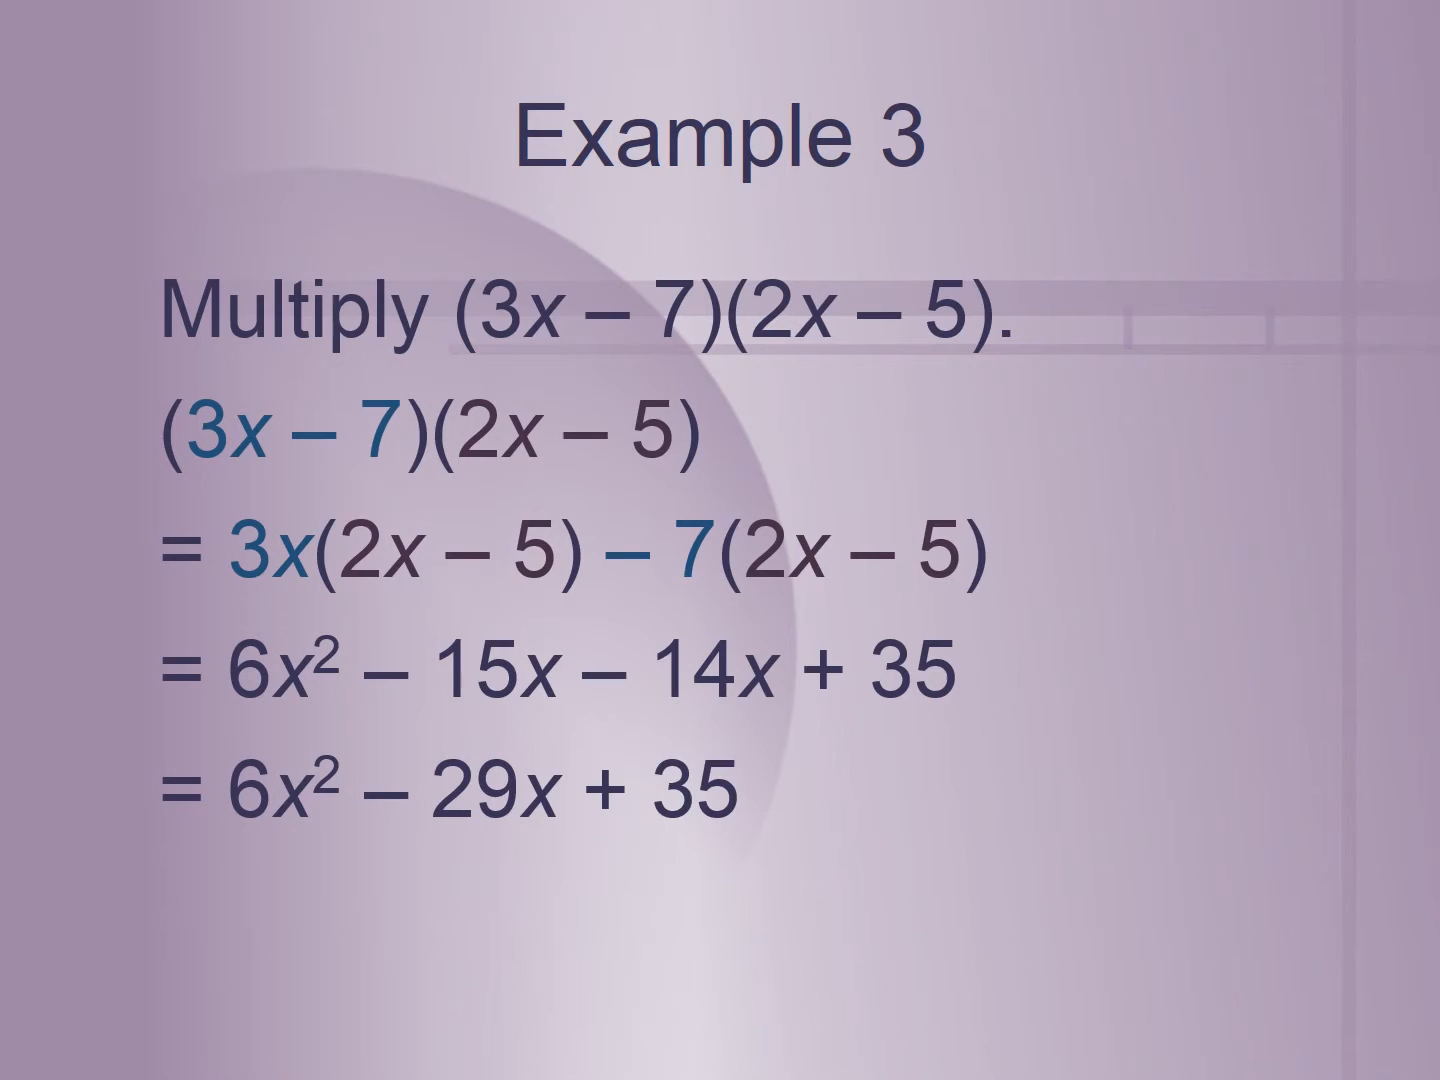 Example 3
Multiply (3x – 7)(2x – 5).
(3x – 7)(2x – 5)
= 3x(2x – 5) – 7(2x – 5)
= 6x² – 15x – 14x + 35
= 6x² – 29x + 35